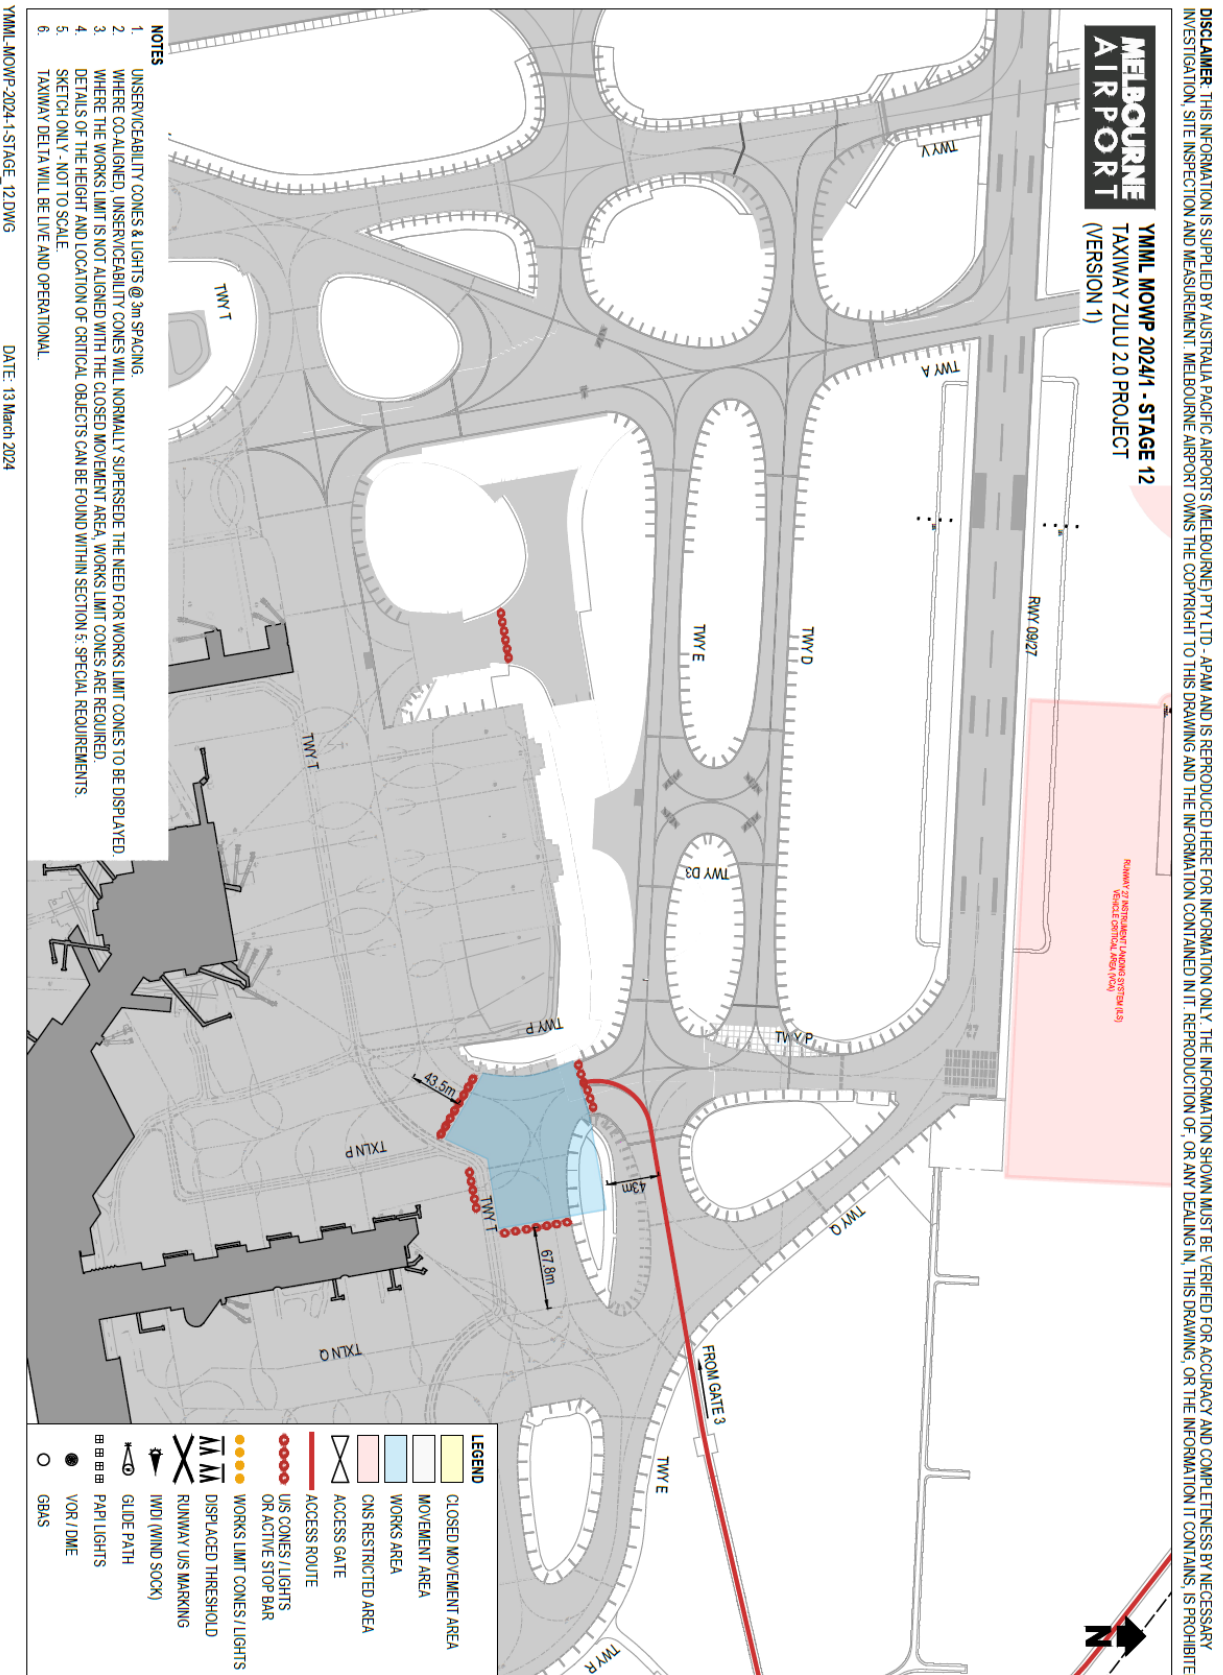 DISCLAIMER: THIS INFORMATION IS SUPPLIED BY AUSTRALIA PACIFIC AIRPORTS (MELBOURNE) PTY LTD - APAM AND IS REPRODUCED HERE FOR INFORMATION ONLY. THE INFORMATION SHOWN MUST BE VERIFIED FOR ACCURACY AND COMPLETENESS BY NECESSARY
INVESTIGATION, SITE INSPECTION AND MEASUREMENT. MELBOURNE AIRPORT OWNS THE COPYRIGHT TO THIS DRAWING AND THE INFORMATION CONTAINED IN IT. REPRODUCTION OF, OR ANY DEALING IN, THIS DRAWING, OR THE INFORMATION IT CONTAINS, IS PROHIBITE
MELBOURNE
AIRPORT
YMML MOWP 2024/1 - STAGE 12
TAXIWAY ZULU 2.0 PROJECT
(VERSION 1)
RUNWAY 27 INSTRUMENT LANDING SYSTEM (ILS)
VEHICLE CRITICAL AREA (VCA)
RWY 09/27
TWY V
TWY A
TWY D
TWY E
TWY D3
TWY P
TWY Q
TWY T
TWY T
TWY P
43.5m
43m
TXLN P
TWY T
67.8m
TXLN Q
FROM GATE 3
TWY E
TWY R
N
NOTES
1. UNSERVICEABILITY CONES & LIGHTS @ 3m SPACING.
2. WHERE CO-ALIGNED, UNSERVICEABILITY CONES WILL NORMALLY SUPERSEDE THE NEED FOR WORKS LIMIT CONES TO BE DISPLAYED.
3. WHERE THE WORKS LIMIT IS NOT ALIGNED WITH THE CLOSED MOVEMENT AREA, WORKS LIMIT CONES ARE REQUIRED.
4. DETAILS OF THE HEIGHT AND LOCATION OF CRITICAL OBJECTS CAN BE FOUND WITHIN SECTION 5: SPECIAL REQUIREMENTS.
5. SKETCH ONLY - NOT TO SCALE.
6. TAXIWAY DELTA WILL BE LIVE AND OPERATIONAL.
LEGEND
CLOSED MOVEMENT AREA
MOVEMENT AREA
WORKS AREA
CNS RESTRICTED AREA
ACCESS GATE
ACCESS ROUTE
U/S CONES / LIGHTS
OR ACTIVE STOP BAR
WORKS LIMIT CONES / LIGHTS
DISPLACED THRESHOLD
RUNWAY U/S MARKING
IWDI (WIND SOCK)
GLIDE PATH
PAPI LIGHTS
VOR / DME
GBAS
YMML-MOWP-2024-1-STAGE_12.DWG
DATE: 13 March 2024